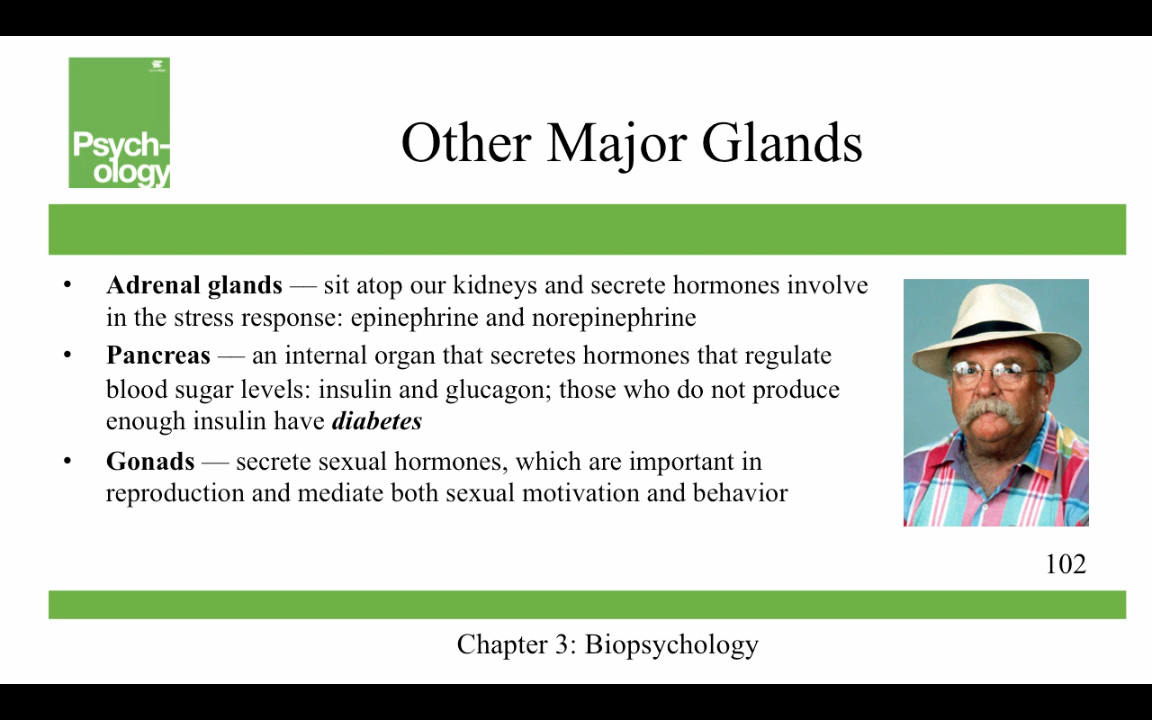 Psych-
ology
Other Major Glands
• Adrenal glands — sit atop our kidneys and secrete hormones involve
in the stress response: epinephrine and norepinephrine
• Pancreas — an internal organ that secretes hormones that regulate
blood sugar levels: insulin and glucagon; those who do not produce
enough insulin have diabetes
• Gonads — secrete sexual hormones, which are important in
reproduction and mediate both sexual motivation and behavior
102
Chapter 3: Biopsychology